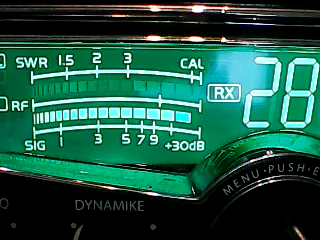 SWR 1.5 2 3 CAL
RX 28
RF
SIG 1 3 5 7 9 +30dB
MENU·PUSH·E
DYNAMIKE